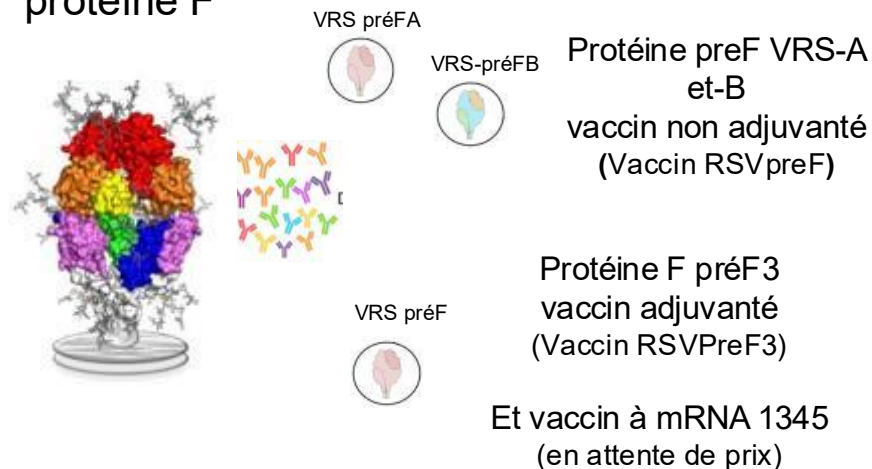 protéine F
VRS préFA
VRS-préFB
Protéine preF VRS-A
et-B
vaccin non adjuvanté
(Vaccin RSVpreF)
VRS préF
Protéine F préF3
vaccin adjuvanté
(Vaccin RSVPreF3)
Et vaccin à mRNA 1345
(en attente de prix)